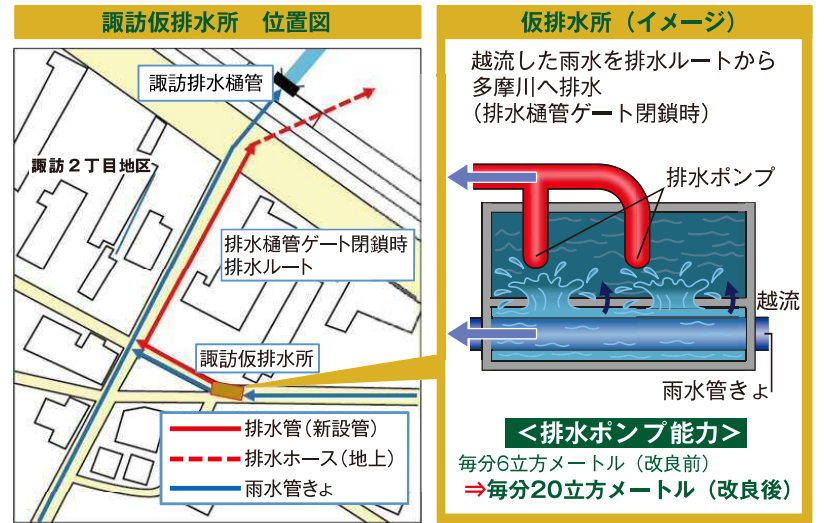 諏訪仮排水所　位置図
諏訪排水樋管
諏訪２丁目地区
排水樋管ゲート閉鎖時
排水ルート
諏訪仮排水所
排水管（新設管）
排水ホース（地上）
雨水管きょ
仮排水所（イメージ）
越流した雨水を排水ルートから
多摩川へ排水
（排水樋管ゲート閉鎖時）
排水ポンプ
越流
雨水管きょ
＜排水ポンプ能力＞
毎分6立方メートル（改良前）
⇒毎分20立方メートル（改良後）